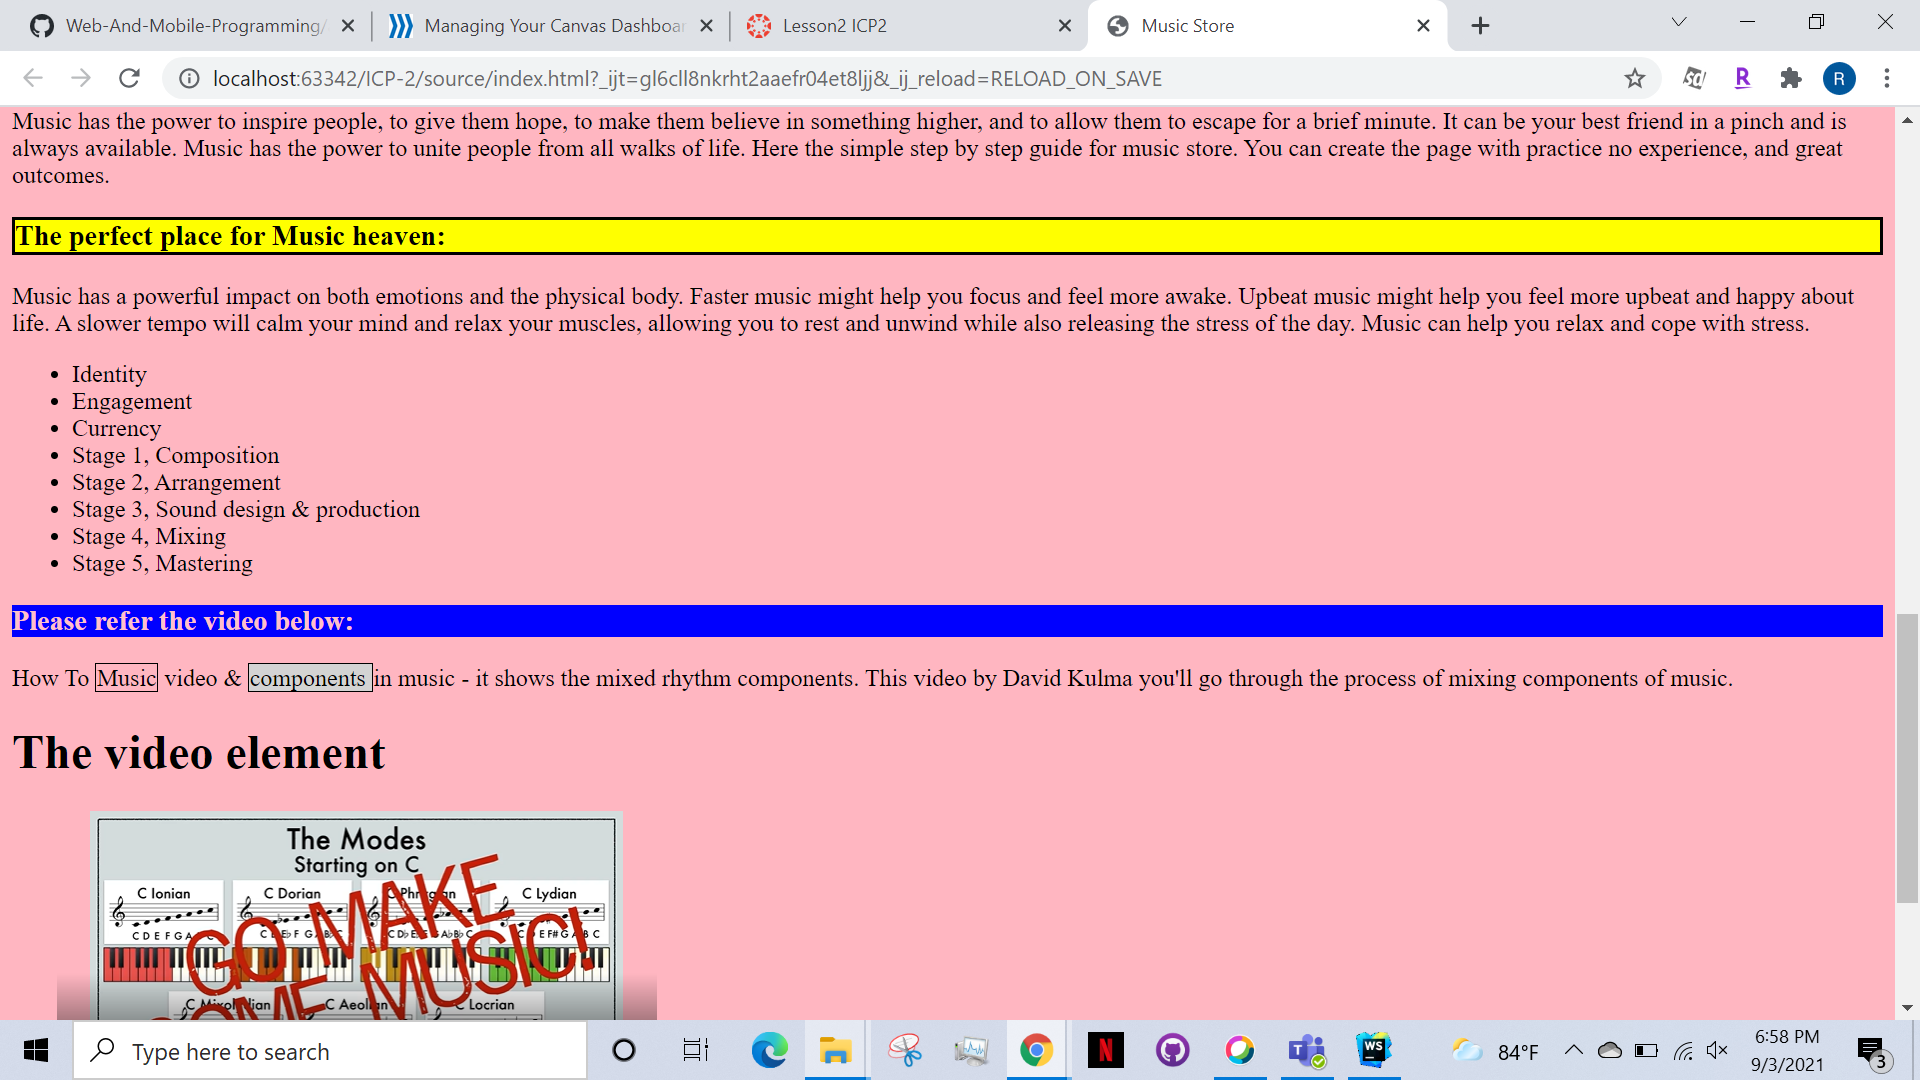 Web-And-Mobile-Programming/
Managing Your Canvas Dashboar
Lesson2 ICP2
Music Store
localhost:63342/ICP-2/source/index.html?_ijt=gl6cll8nkrht2aaefr04et8ljj&_ij_reload=RELOAD_ON_SAVE
R
R
Music has the power to inspire people, to give them hope, to make them believe in something higher, and to allow them to escape for a brief minute. It can be your best friend in a pinch and is
always available. Music has the power to unite people from all walks of life. Here the simple step by step guide for music store. You can create the page with practice no experience, and great
outcomes.
The perfect place for Music heaven:
Music has a powerful impact on both emotions and the physical body. Faster music might help you focus and feel more awake. Upbeat music might help you feel more upbeat and happy about
life. A slower tempo will calm your mind and relax your muscles, allowing you to rest and unwind while also releasing the stress of the day. Music can help you relax and cope with stress.
• Identity
• Engagement
• Currency
• Stage 1, Composition
• Stage 2, Arrangement
• Stage 3, Sound design & production
• Stage 4, Mixing
• Stage 5, Mastering
Please refer the video below:
How To Music video & components in music - it shows the mixed rhythm components. This video by David Kulma you'll go through the process of mixing components of music.
The video element
The Modes
Starting on C
C Ionian
C Dorian
C Lydian
C D E F G A
GO MAKE
SOME MUSIC!
C Aeolian
C Locrian
Type here to search
N
WS
84°F
6:58 PM
9/3/2021
3